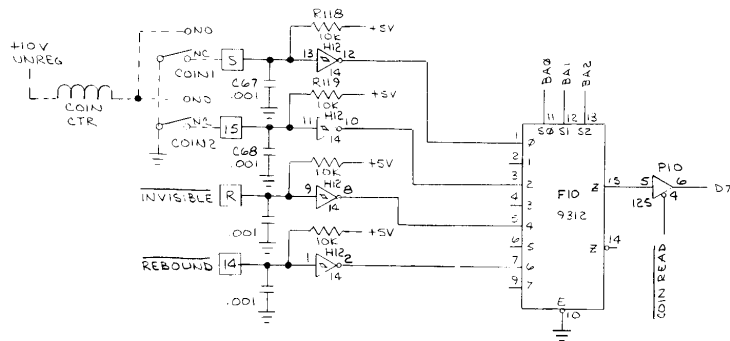 +10V
UNREG
COIN
CTR
NO
NC
COIN1
S
NO
NC
COIN2
15
R118
10K
+5V
H12
13
12
14
C67
.001
R119
10K
+5V
H12
11
10
14
C68
.001
INVISIBLE
R
10K
+5V
H12
9
8
14
.001
REBOUND
14
10K
+5V
H12
1
2
14
.001
BA0
BA1
BA2
11
12
13
S0
S1
S2
1
0
2
1
3
2
4
3
5
4
6
5
7
6
9
7
F10
9312
Z
15
Z
14
E
10
P10
5
6
125
4
D7
COIN READ